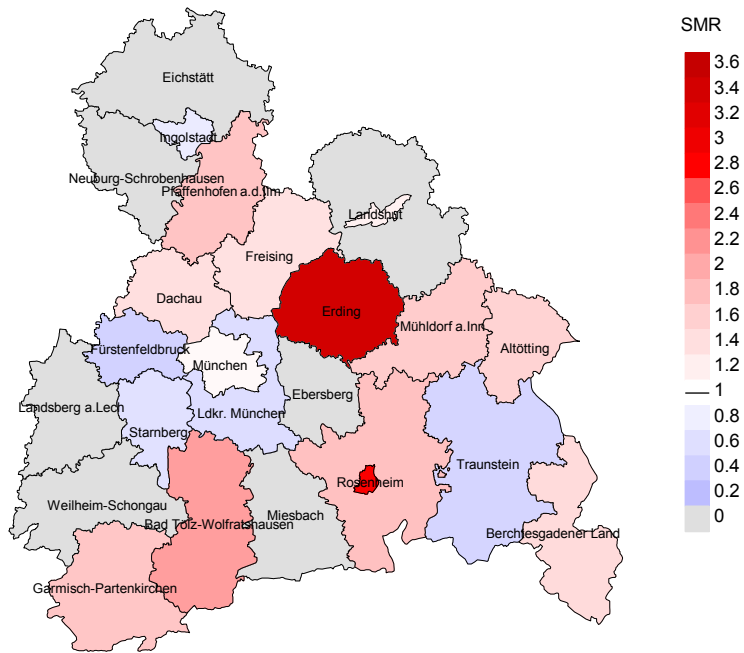 SMR
3.6
3.4
3.2
3
2.8
2.6
2.4
2.2
2
1.8
1.6
1.4
1.2
1
0.8
0.6
0.4
0.2
0
Eichstätt
Ingolstadt
Neuburg-Schrobenhausen
Pfaffenhofen a.d.Ilm
Landshut
Freising
Dachau
Erding
Mühldorf a.Inn
Altötting
Fürstenfeldbruck
München
Ebersberg
Landsberg a.Lech
Ldkr. München
Starnberg
Traunstein
Rosenheim
Weilheim-Schongau
Miesbach
Bad Tölz-Wolfratshausen
Berchtesgadener Land
Garmisch-Partenkirchen